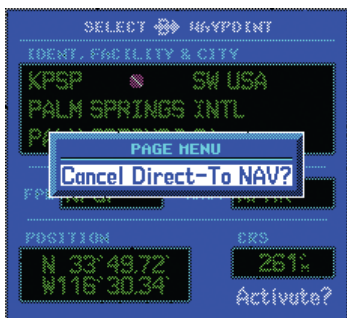 SELECT WAYPOINT
IDENT, FACILITY & CITY
KPSP SW USA
PALM SPRINGS INTL
PAGE MENU
Cancel Direct-To NAV?
POSITION CRS
N 33°49.72' 261°M
W116°30.34'
Activate?